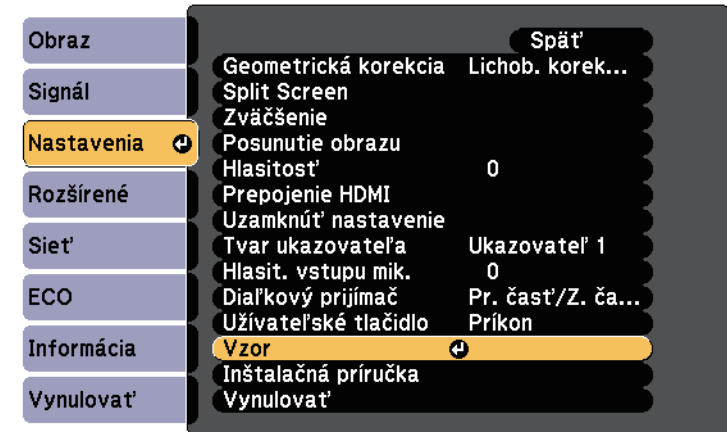 Obraz
Signál
Nastavenia
Rozšírené
Sieť
ECO
Informácia
Vynulovať
Späť
Geometrická korekcia Lichob. korek...
Split Screen
Zväčšenie
Posunutie obrazu
Hlasitosť 0
Prepojenie HDMI
Uzamknúť nastavenie
Tvar ukazovateľa Ukazovateľ 1
Hlasit. vstupu mik. 0
Diaľkový prijímač Pr. časť/Z. ča...
Užívateľské tlačidlo Príkon
Vzor
Inštalačná príručka
Vynulovať